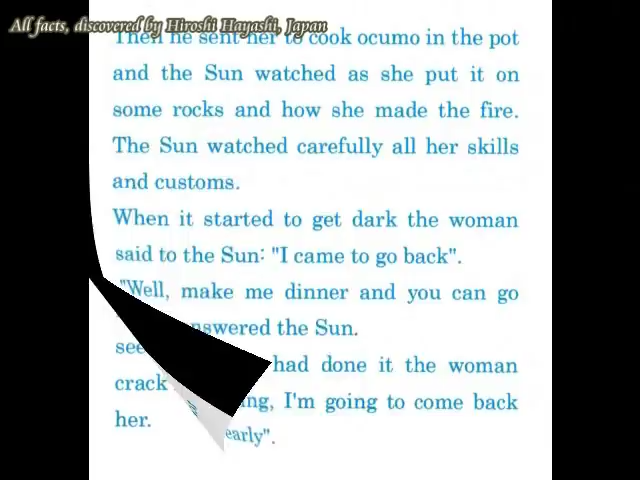 All facts, discovered by Hiroshi Hayashi, Japan
Then he sent her to cook ocumo in the pot
and the Sun watched as she put it on
some rocks and how she made the fire.
The Sun watched carefully all her skills
and customs.
When it started to get dark the woman
said to the Sun: "I came to go back".
"Well, make me dinner and you can go
answered the Sun.
had done it the woman
crack
I'm going to come back
her.
early".